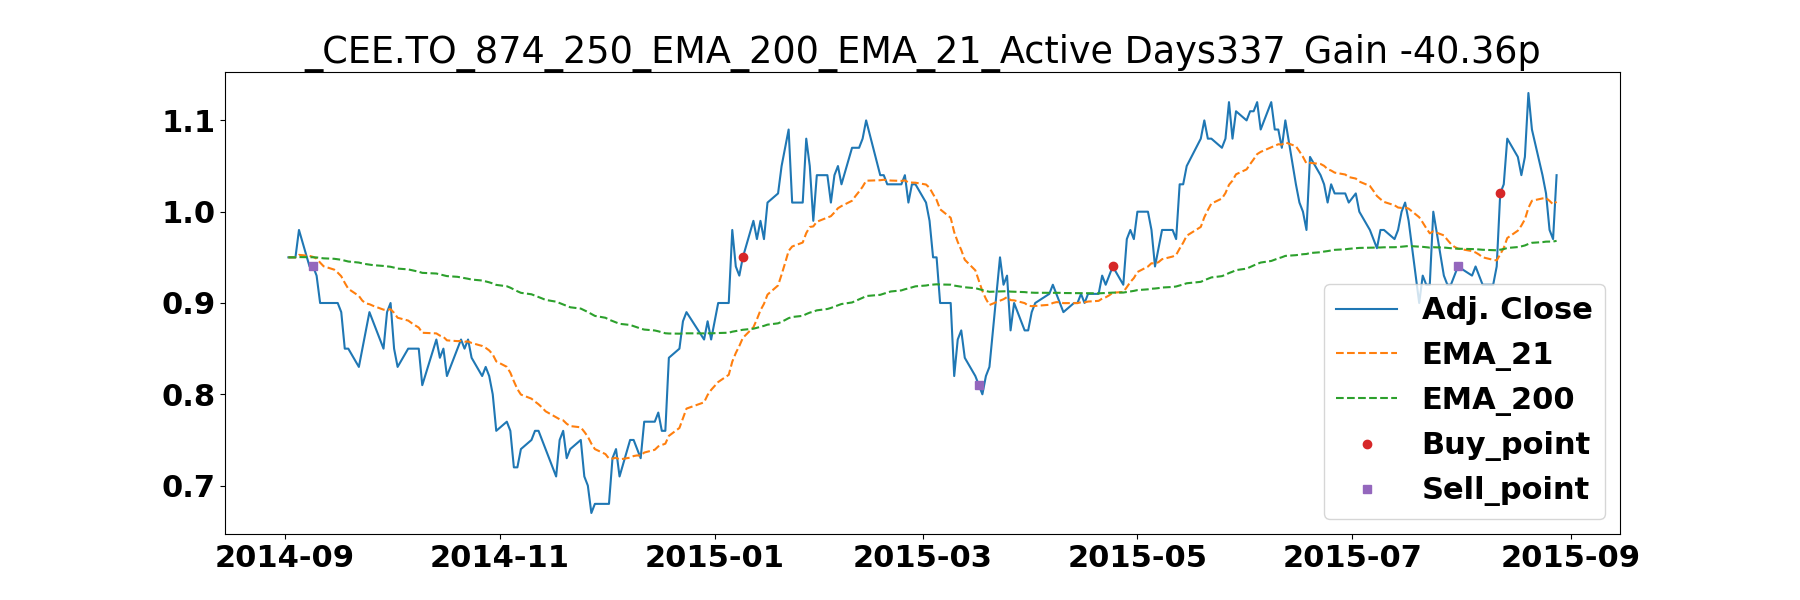 _CEE.TO_874_250_EMA_200_EMA_21_Active Days337_Gain -40.36p
1.1
1.0
0.9
0.8
0.7
Adj. Close
EMA_21
EMA_200
Buy_point
Sell_point
2014-09 2014-11 2015-01 2015-03 2015-05 2015-07 2015-09